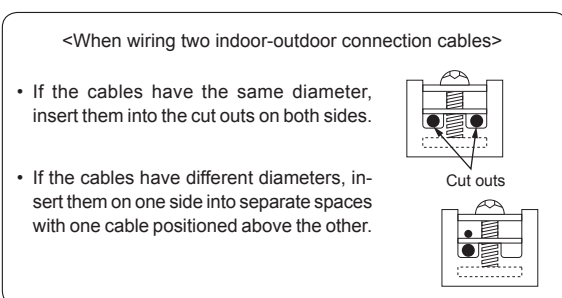 <When wiring two indoor-outdoor connection cables>
• If the cables have the same diameter,
insert them into the cut outs on both sides.
Cut outs
• If the cables have different diameters, in-
sert them on one side into separate spaces
with one cable positioned above the other.